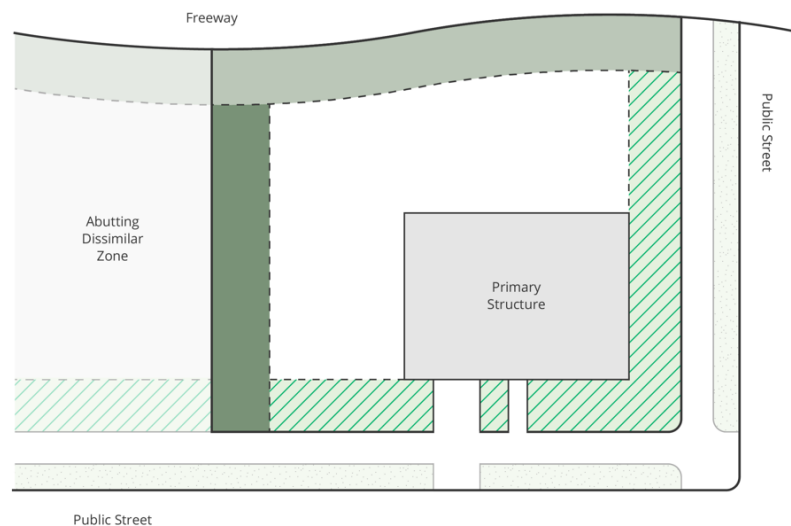 Freeway
Public Street
Abutting
Dissimilar
Zone
Primary
Structure
Public Street